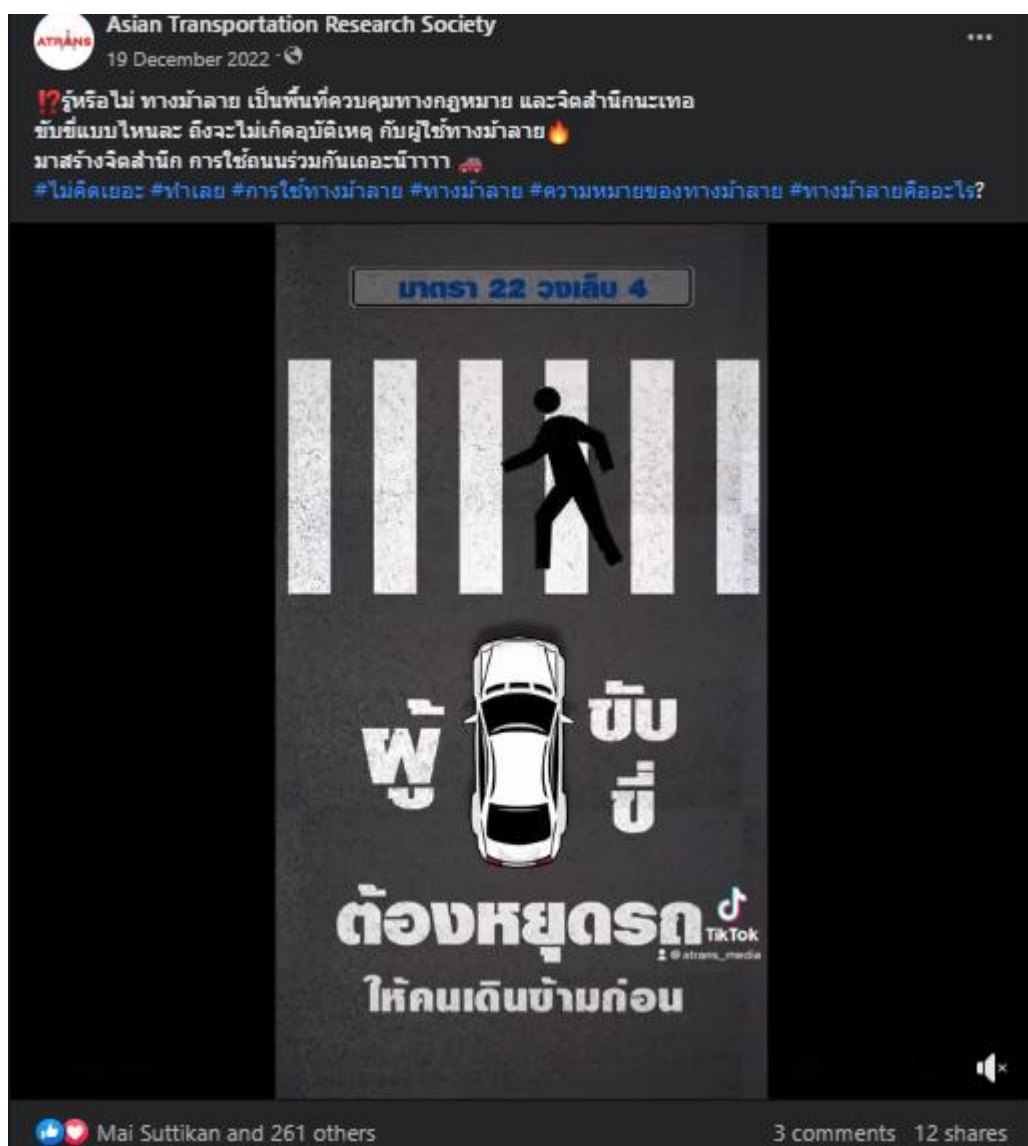 ATRANS
Asian Transportation Research Society
19 December 2022 ·
⁉️รู้หรือไม่ ทางม้าลาย เป็นพื้นที่ควบคุมทางกฎหมาย และจิตสำนึกนะเทอ
ขับขี่แบบไหนละ ถึงจะไม่เกิดอุบัติเหตุ กับผู้ใช้ทางม้าลาย🔥
มาสร้างจิตสำนึก การใช้ถนนร่วมกันเถอะน๊าาาา 🚗
#ไม่คิดเยอะ #ทำเลย #การใช้ทางม้าลาย #ทางม้าลาย #ความหมายของทางม้าลาย #ทางม้าลายคืออะไร?
มาตรา 22 วงเล็บ 4
ผู้
ขับ
ขี่
ต้องหยุดรถ
TikTok
@atrans_media
ให้คนเดินข้ามก่อน
Mai Suttikan and 261 others
3 comments 12 shares